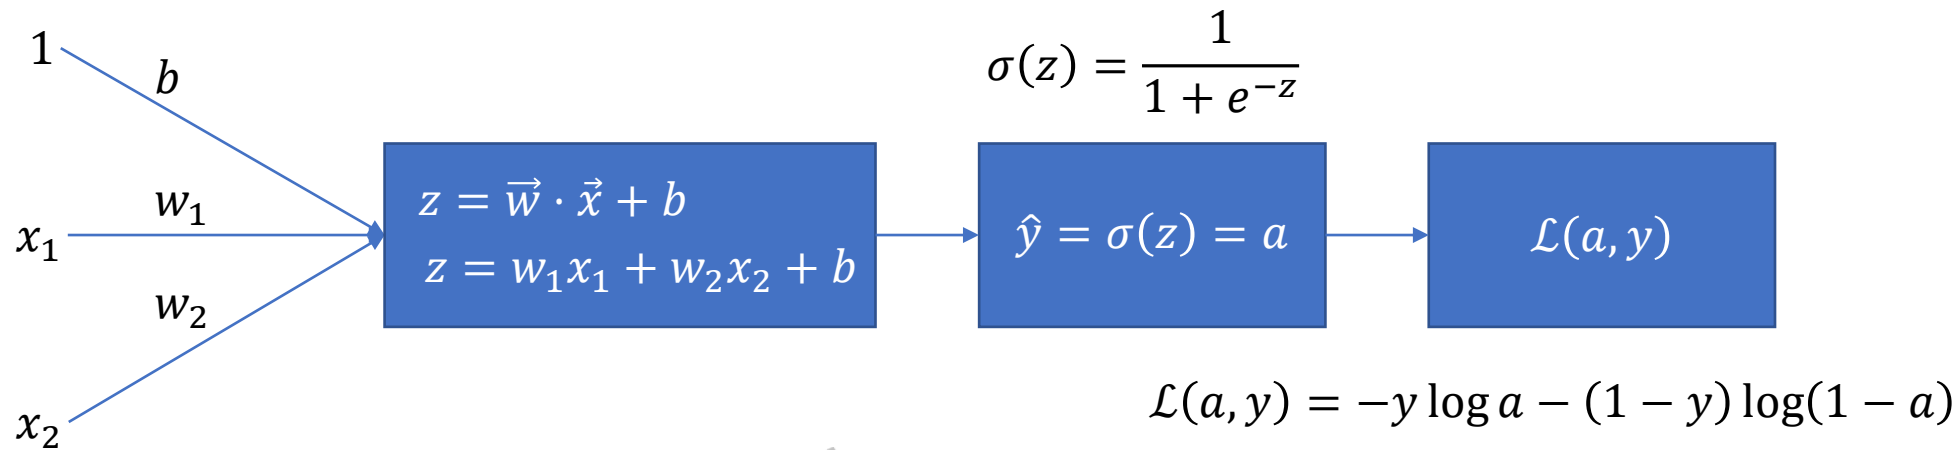 1
b
σ(z) = 1 / (1 + e^{−z})
w₁
x₁
w₂
x₂
z = w⃗ · x⃗ + b
z = w₁x₁ + w₂x₂ + b
ŷ = σ(z) = a
ℒ(a, y)
ℒ(a, y) = −y log a − (1 − y) log(1 − a)